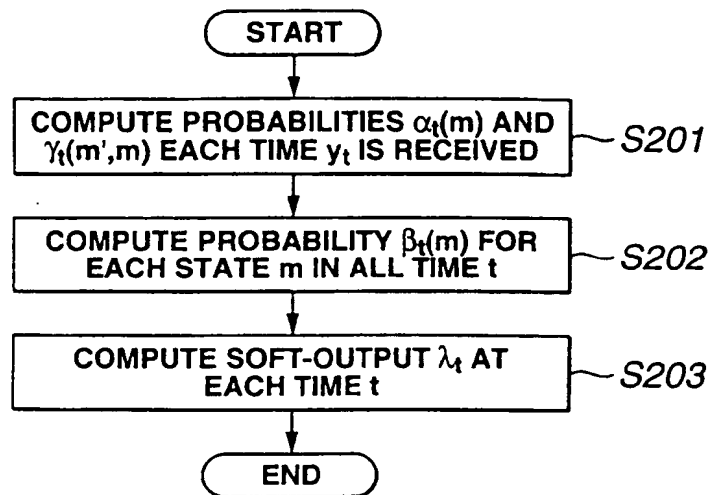 START
COMPUTE PROBABILITIES αt(m) AND
γt(m',m) EACH TIME yt IS RECEIVED
S201
COMPUTE PROBABILITY βt(m) FOR
EACH STATE m IN ALL TIME t
S202
COMPUTE SOFT-OUTPUT λt AT
EACH TIME t
S203
END